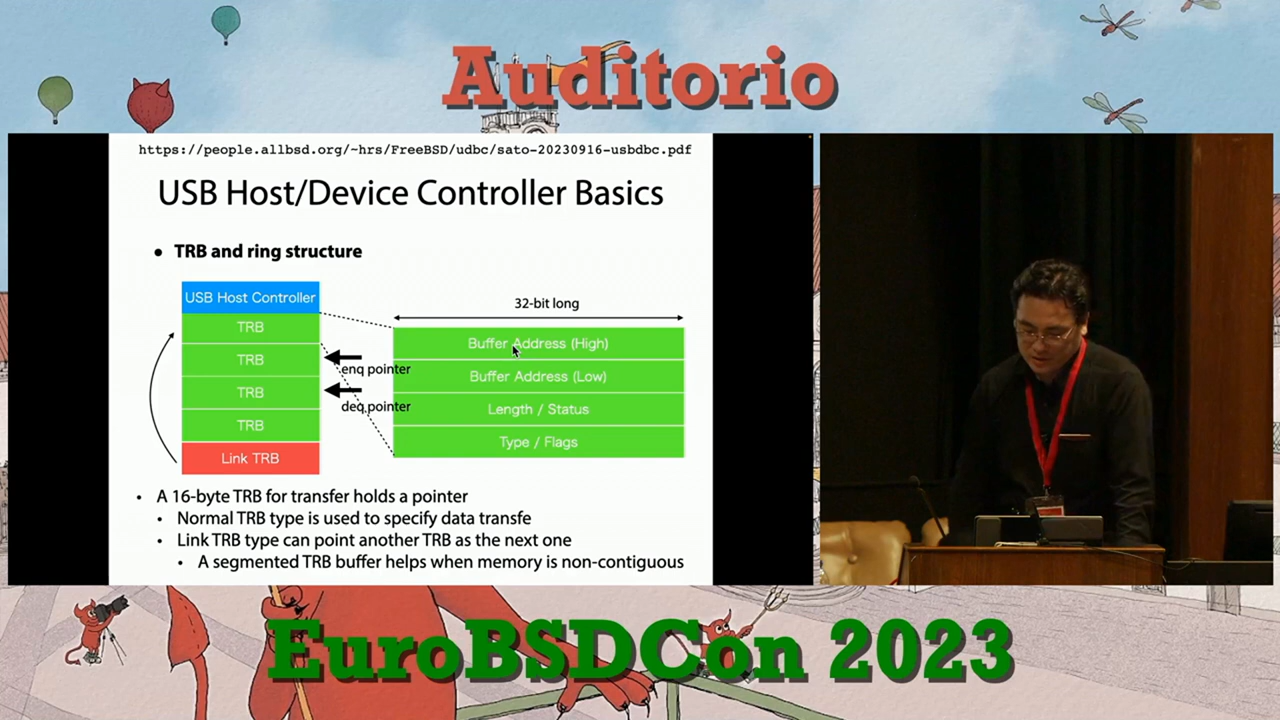 Auditorio
https://people.allbsd.org/~hrs/FreeBSD/udbc/sato-20230916-usbdbc.pdf
USB Host/Device Controller Basics
• TRB and ring structure
USB Host Controller
TRB
TRB
TRB
TRB
Link TRB
enq pointer
deq pointer
32-bit long
Buffer Address (High)
Buffer Address (Low)
Length / Status
Type / Flags
• A 16-byte TRB for transfer holds a pointer
• Normal TRB type is used to specify data transfe
• Link TRB type can point another TRB as the next one
• A segmented TRB buffer helps when memory is non-contiguous
EuroBSDCon 2023